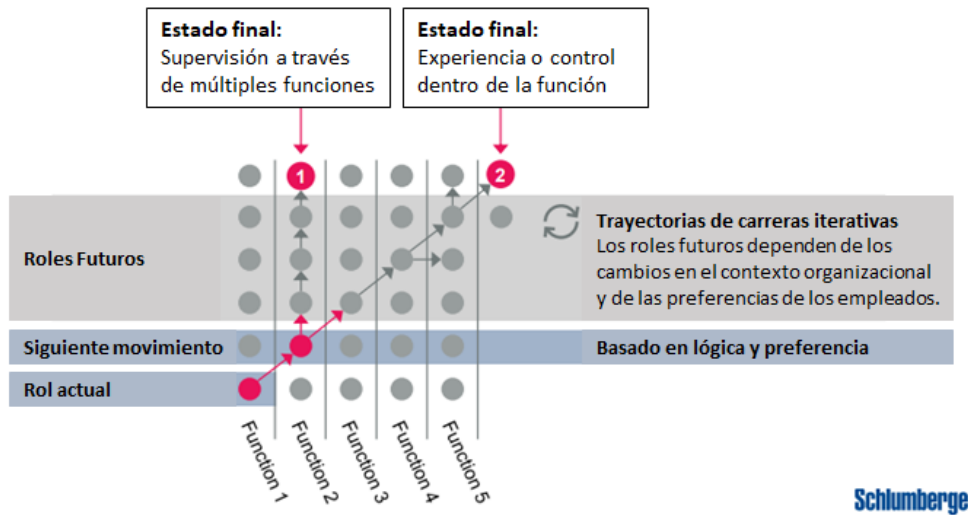 Estado final:
Supervisión a través
de múltiples funciones
Estado final:
Experiencia o control
dentro de la función
1
2
Roles Futuros
Trayectorias de carreras iterativas
Los roles futuros dependen de los
cambios en el contexto organizacional
y de las preferencias de los empleados.
Siguiente movimiento
Basado en lógica y preferencia
Rol actual
Function 1
Function 2
Function 3
Function 4
Function 5
Schlumberge